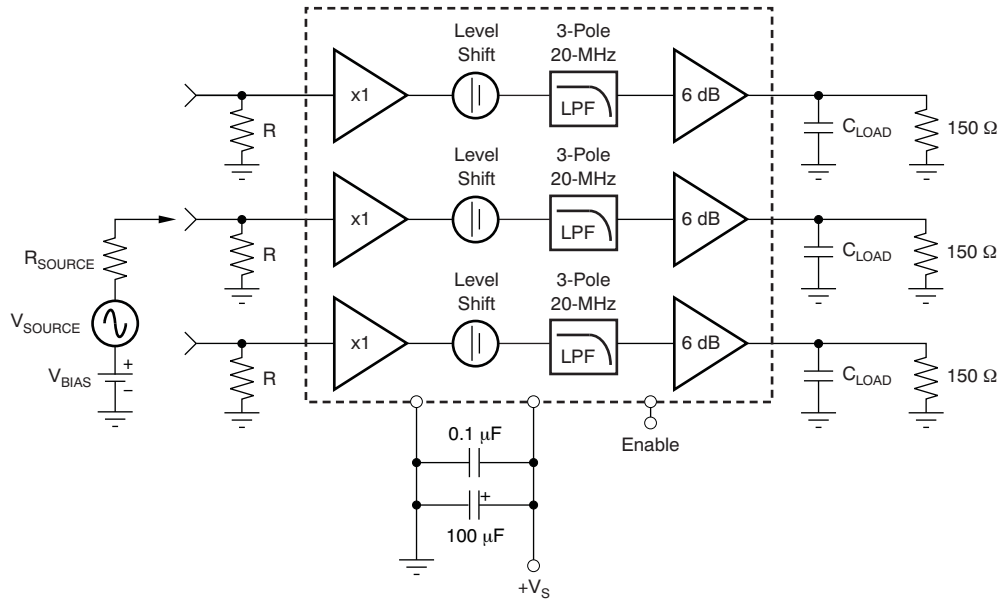 Level
Shift
3-Pole
20-MHz
x1
LPF
6 dB
R
C_LOAD
150 Ω
Level
Shift
3-Pole
20-MHz
x1
LPF
6 dB
R
C_LOAD
150 Ω
R_SOURCE
V_SOURCE
V_BIAS
+
−
Level
Shift
3-Pole
20-MHz
x1
LPF
6 dB
R
C_LOAD
150 Ω
Enable
0.1 μF
+
100 μF
+V_S